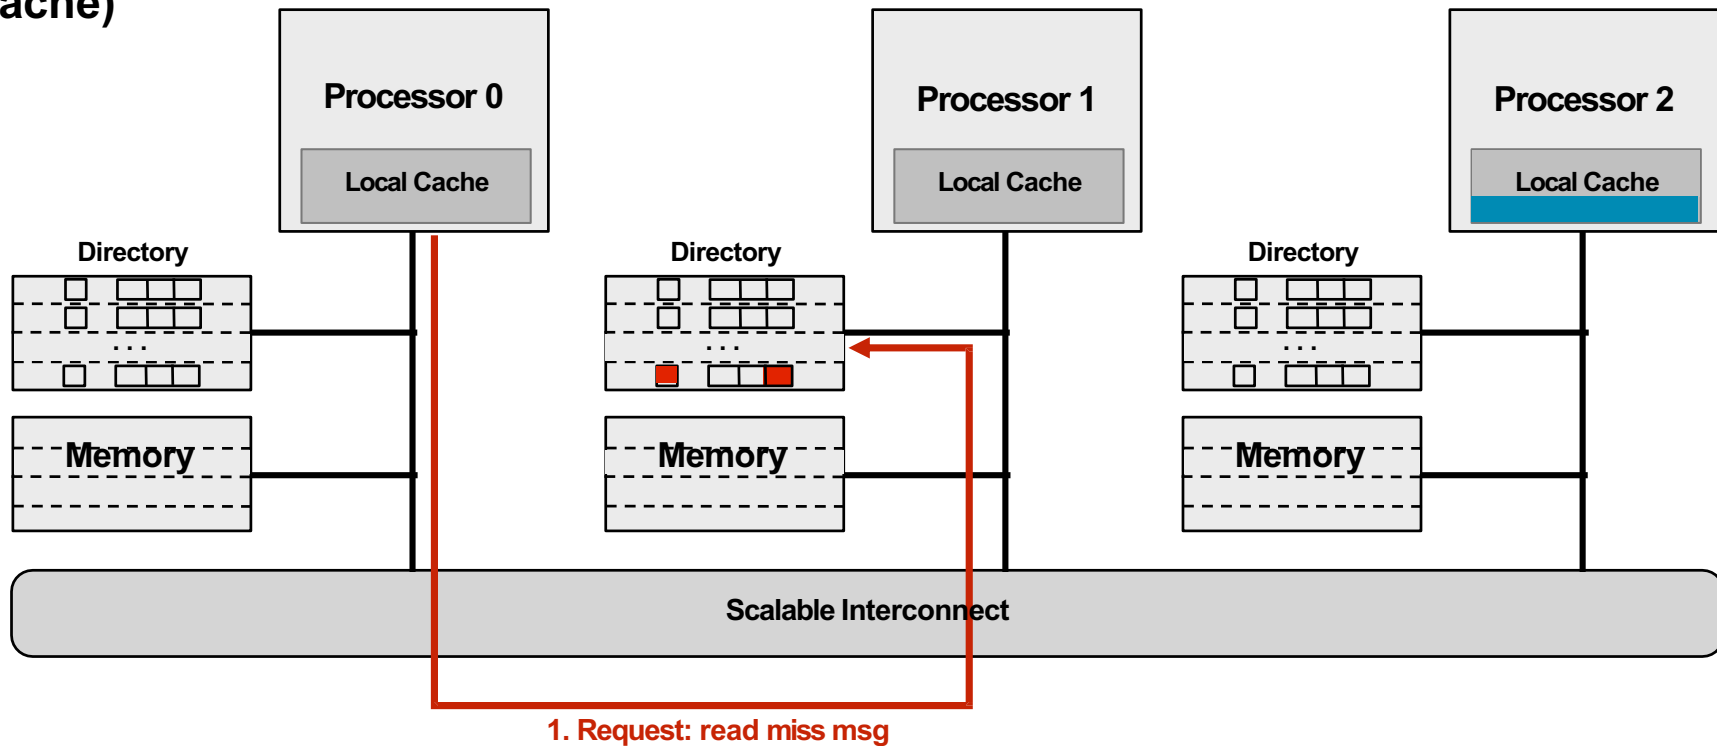 ache)
Processor 0
Processor 1
Processor 2
Local Cache
Local Cache
Local Cache
Directory
Directory
Directory
. . .
. . .
. . .
Memory
Memory
Memory
Scalable Interconnect
1. Request: read miss msg